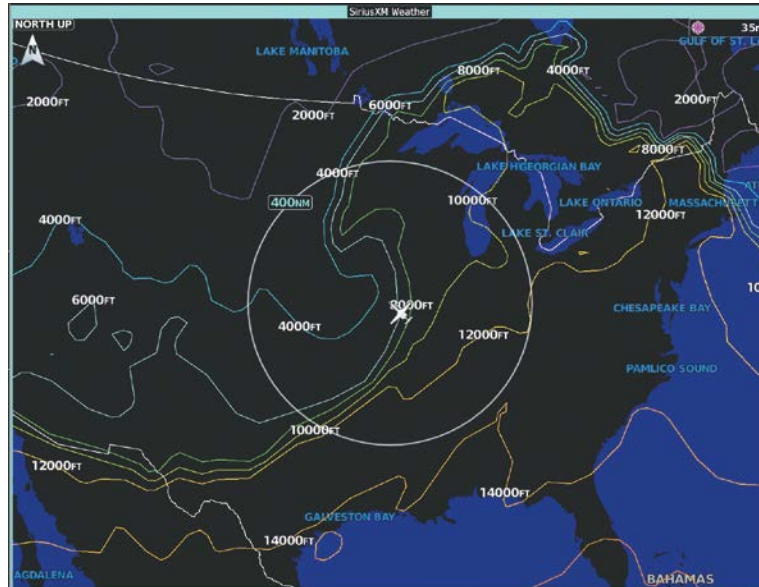 SiriusXM Weather
NORTH UP
N
LAKE MANITOBA
GULF OF ST. L
2000FT
2000FT
6000FT
8000FT
4000FT
2000FT
8000FT
4000FT
LAKE HGEORGIAN BAY
400NM
10000FT
LAKE ONTARIO
MASSACHUSETT
12000FT
4000FT
LAKE ST. CLAIR
6000FT
4000FT
12000FT
CHESAPEAKE BAY
PAMLICO SOUND
10000FT
12000FT
14000FT
GALVESTON BAY
14000FT
AGDALENA
BAHAMAS